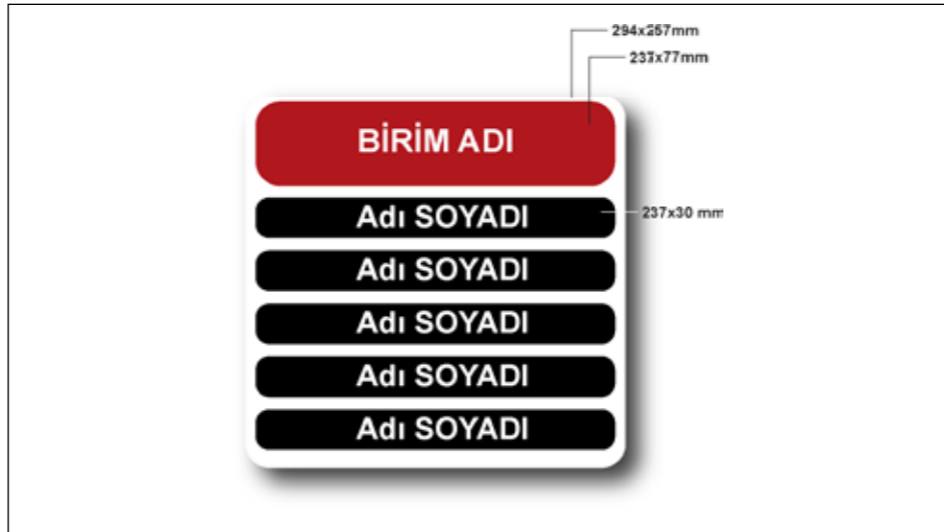 294x257mm
237x77mm
BİRİM ADI
Adı SOYADI
237x30 mm
Adı SOYADI
Adı SOYADI
Adı SOYADI
Adı SOYADI